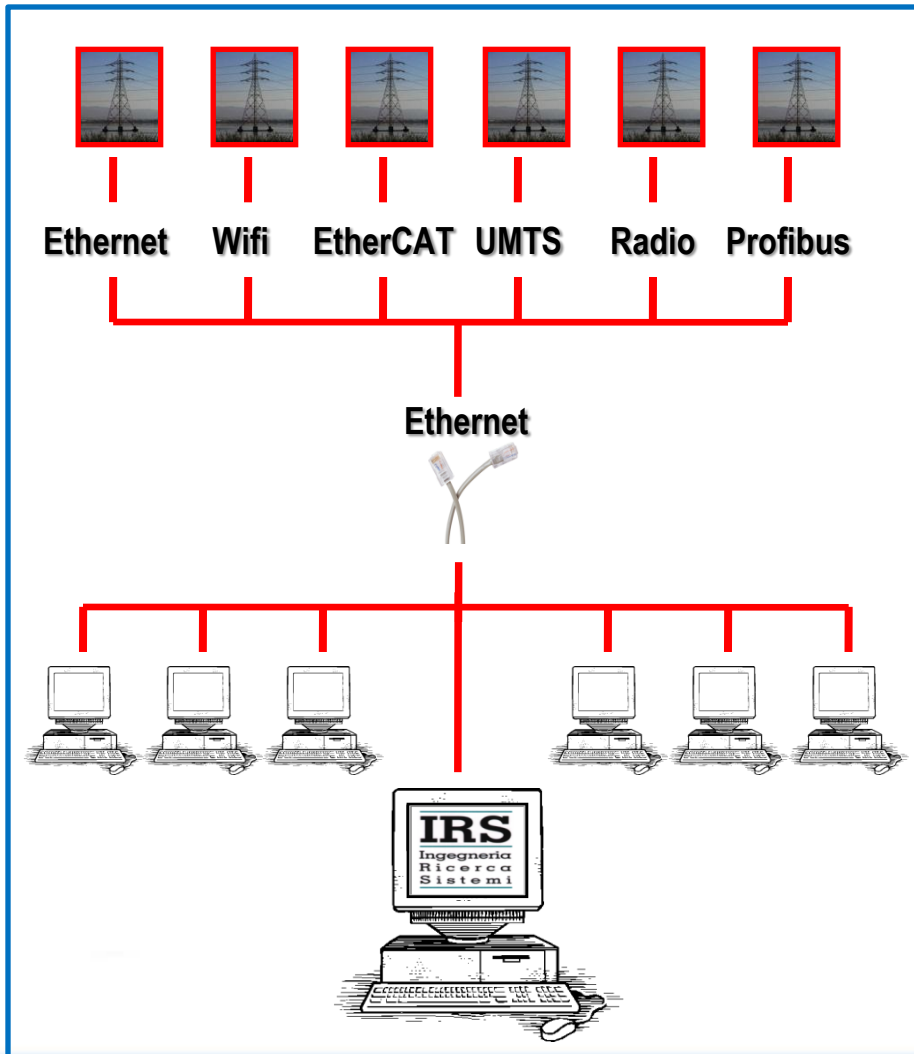 Ethernet Wifi EtherCAT UMTS Radio Profibus
Ethernet
IRS
Ingegneria
Ricerca
Sistemi